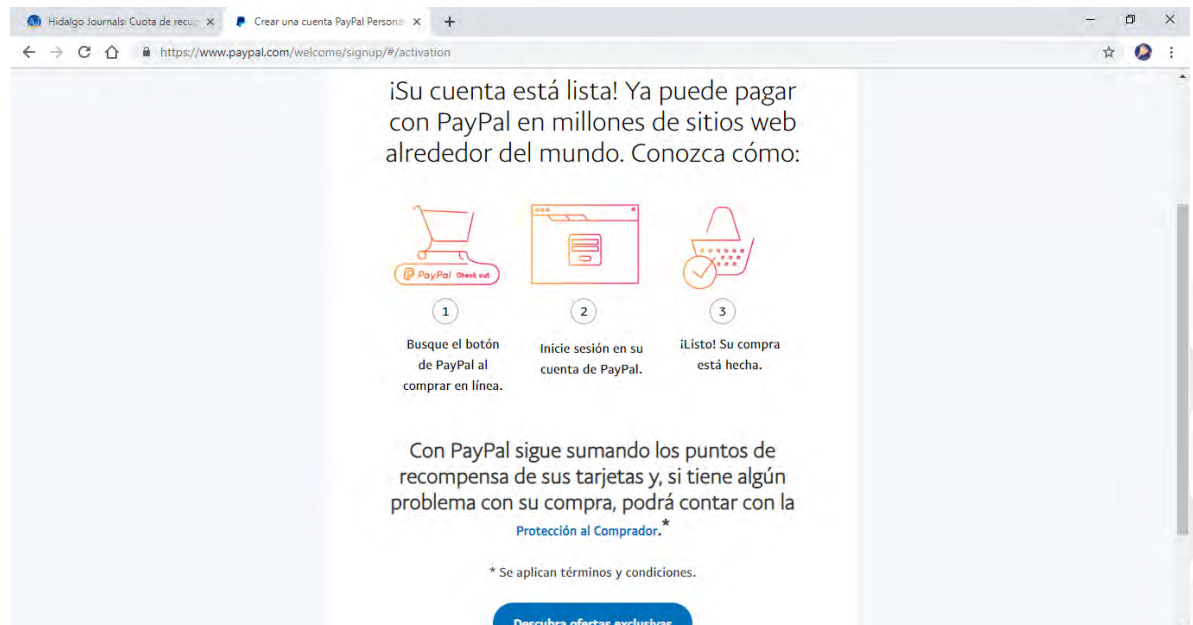 Hidalgo Journals: Cuota de recup
Crear una cuenta PayPal Persona
https://www.paypal.com/welcome/signup/#/activation
¡Su cuenta está lista! Ya puede pagar
con PayPal en millones de sitios web
alrededor del mundo. Conozca cómo:
PayPal Check out
1
2
3
Busque el botón
de PayPal al
comprar en línea.
Inicie sesión en su
cuenta de PayPal.
¡Listo! Su compra
está hecha.
Con PayPal sigue sumando los puntos de
recompensa de sus tarjetas y, si tiene algún
problema con su compra, podrá contar con la
Protección al Comprador.*
* Se aplican términos y condiciones.
Descubra ofertas exclusivas